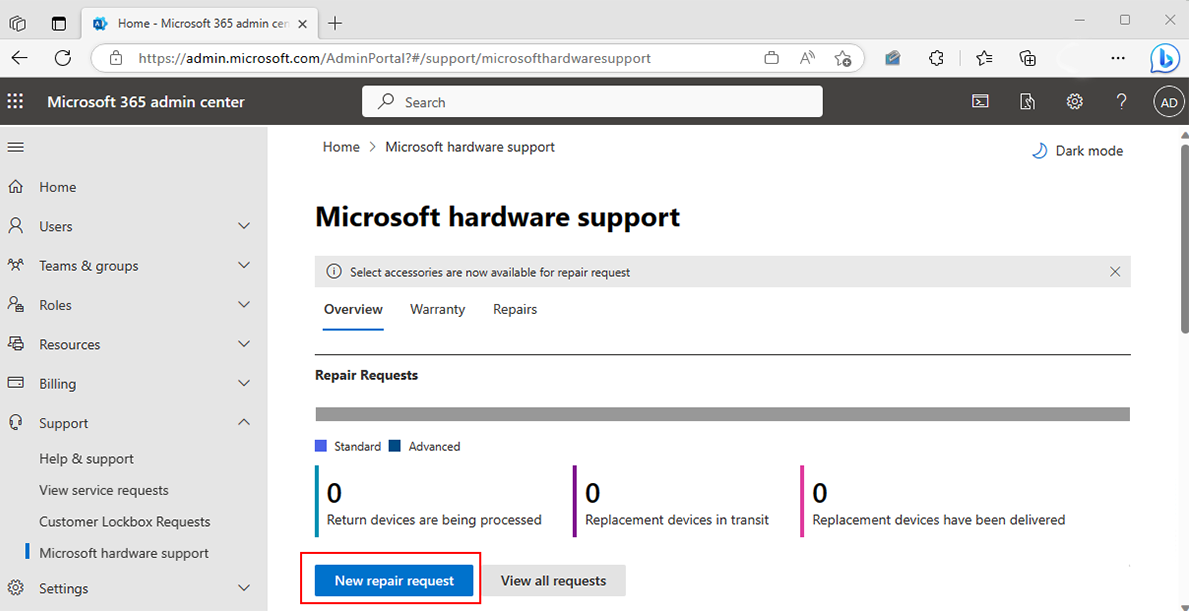 Home - Microsoft 365 admin cen
https://admin.microsoft.com/AdminPortal?#/support/microsofthardwaresupport
Microsoft 365 admin center
Search
AD
Home > Microsoft hardware support
Dark mode
Home
Users
Teams & groups
Roles
Resources
Billing
Support
Help & support
View service requests
Customer Lockbox Requests
Microsoft hardware support
Settings
Microsoft hardware support
Select accessories are now available for repair request
Overview Warranty Repairs
Repair Requests
Standard Advanced
0
Return devices are being processed
0
Replacement devices in transit
0
Replacement devices have been delivered
New repair request View all requests